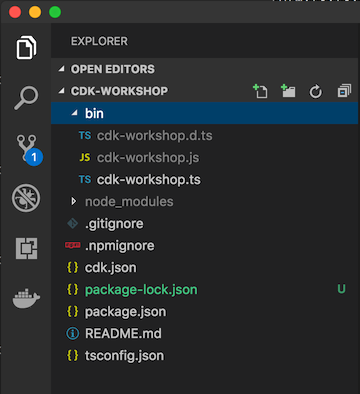 EXPLORER
OPEN EDITORS
CDK-WORKSHOP
bin
TS cdk-workshop.d.ts
JS cdk-workshop.js
TS cdk-workshop.ts
node_modules
.gitignore
npm .npmignore
{} cdk.json
{} package-lock.json U
{} package.json
README.md
{} tsconfig.json
1